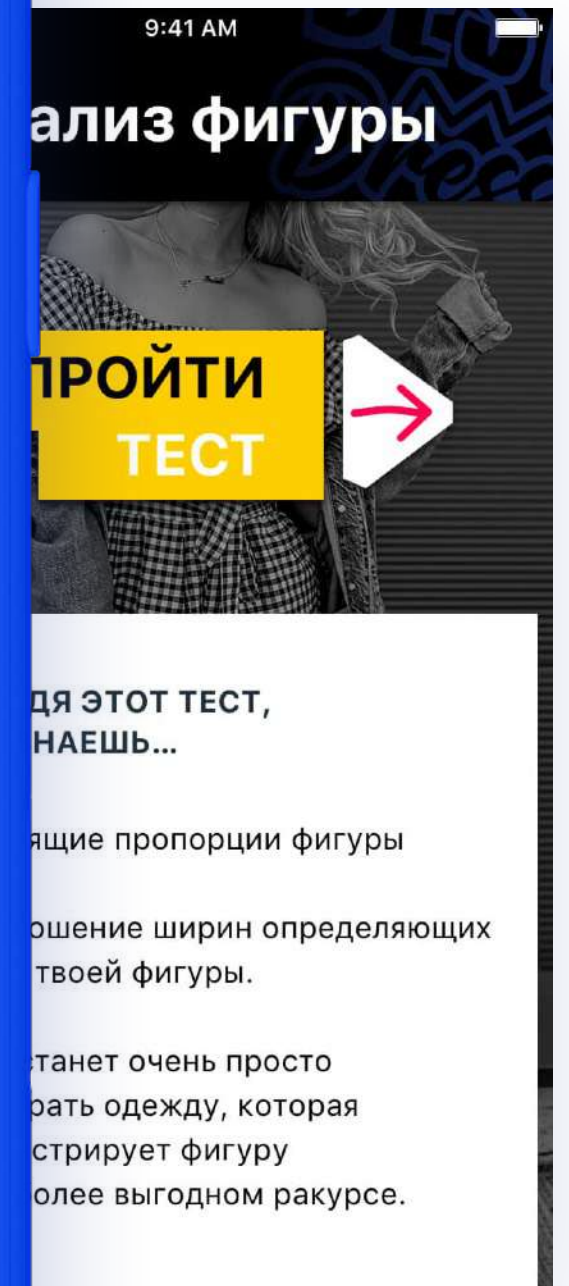 9:41 AM
ализ фигуры
ПРОЙТИ
ТЕСТ
дя этот тест,
НАЕШЬ...
ящие пропорции фигуры
ошение ширин определяющих
твоей фигуры.
станет очень просто
рать одежду, которая
стрирует фигуру
олее выгодном ракурсе.